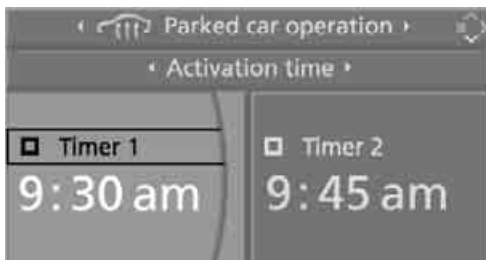 Parked car operation
Activation time
Timer 1
Timer 2
9:30 am
9:45 am